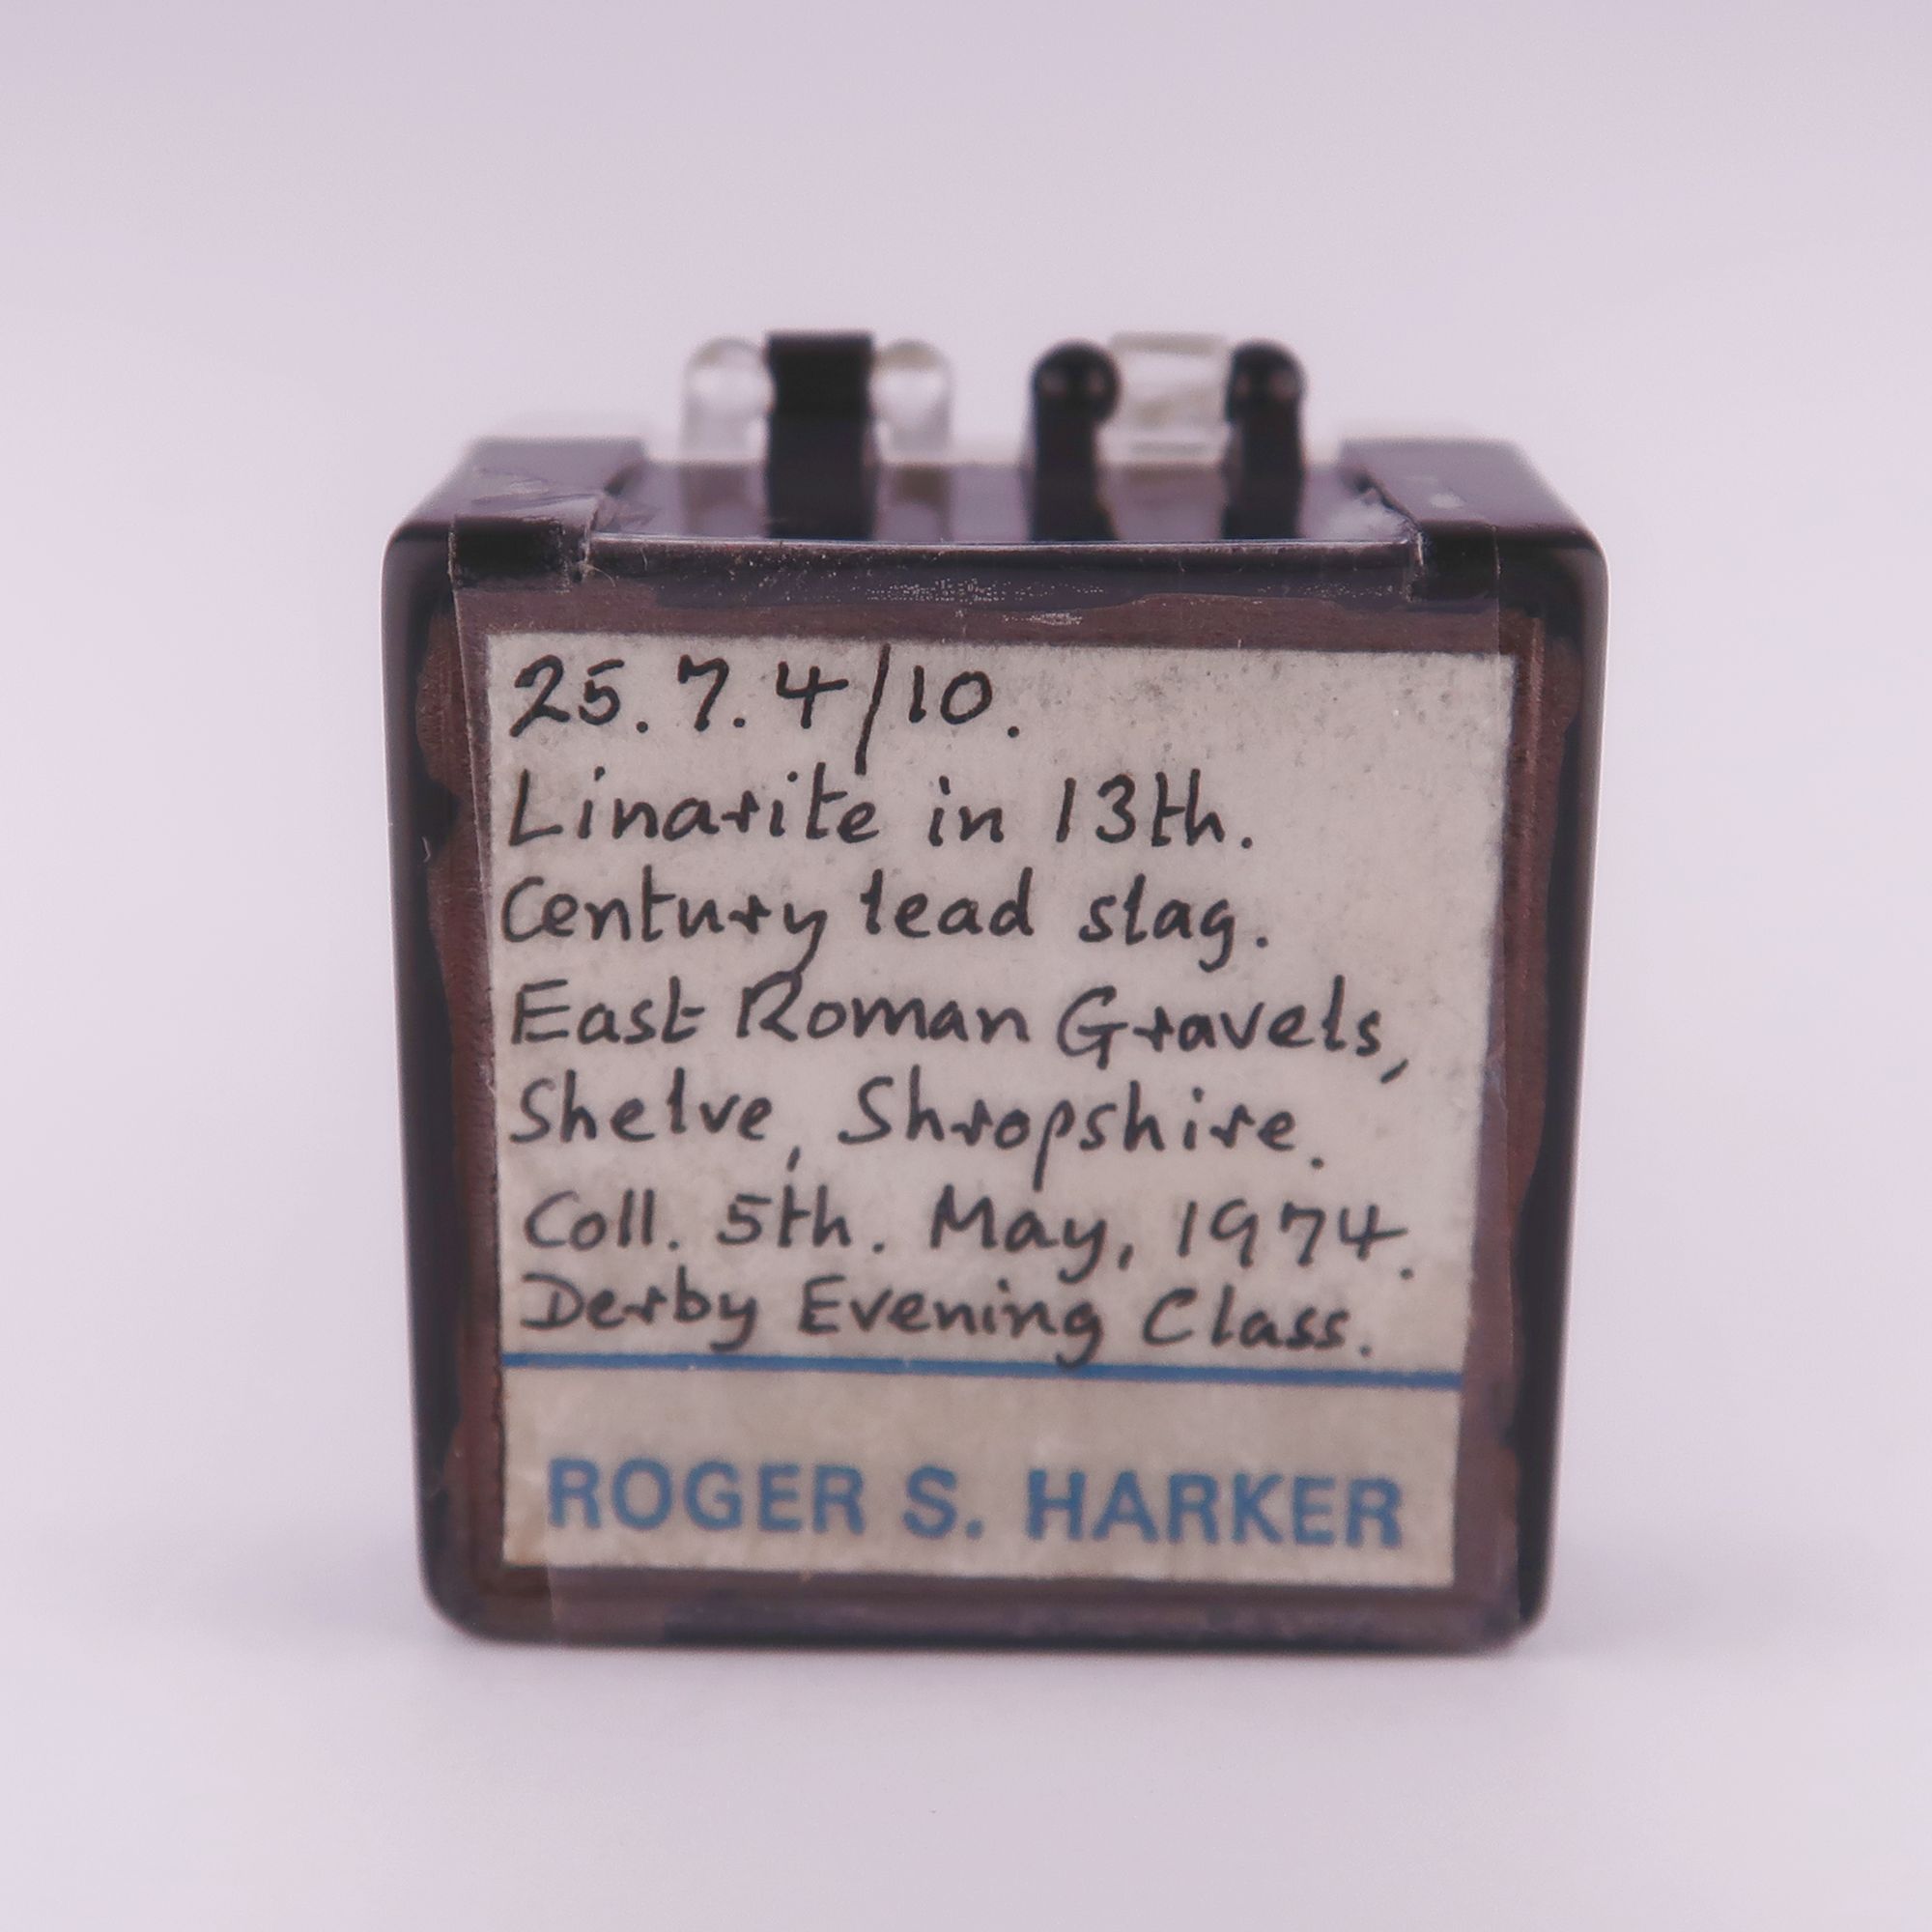 25.7.4/10.
Linarite in 13th.
Century lead slag.
East Roman Gravels,
Shelve, Shropshire.
Coll. 5th. May, 1974.
Derby Evening Class.
ROGER S. HARKER